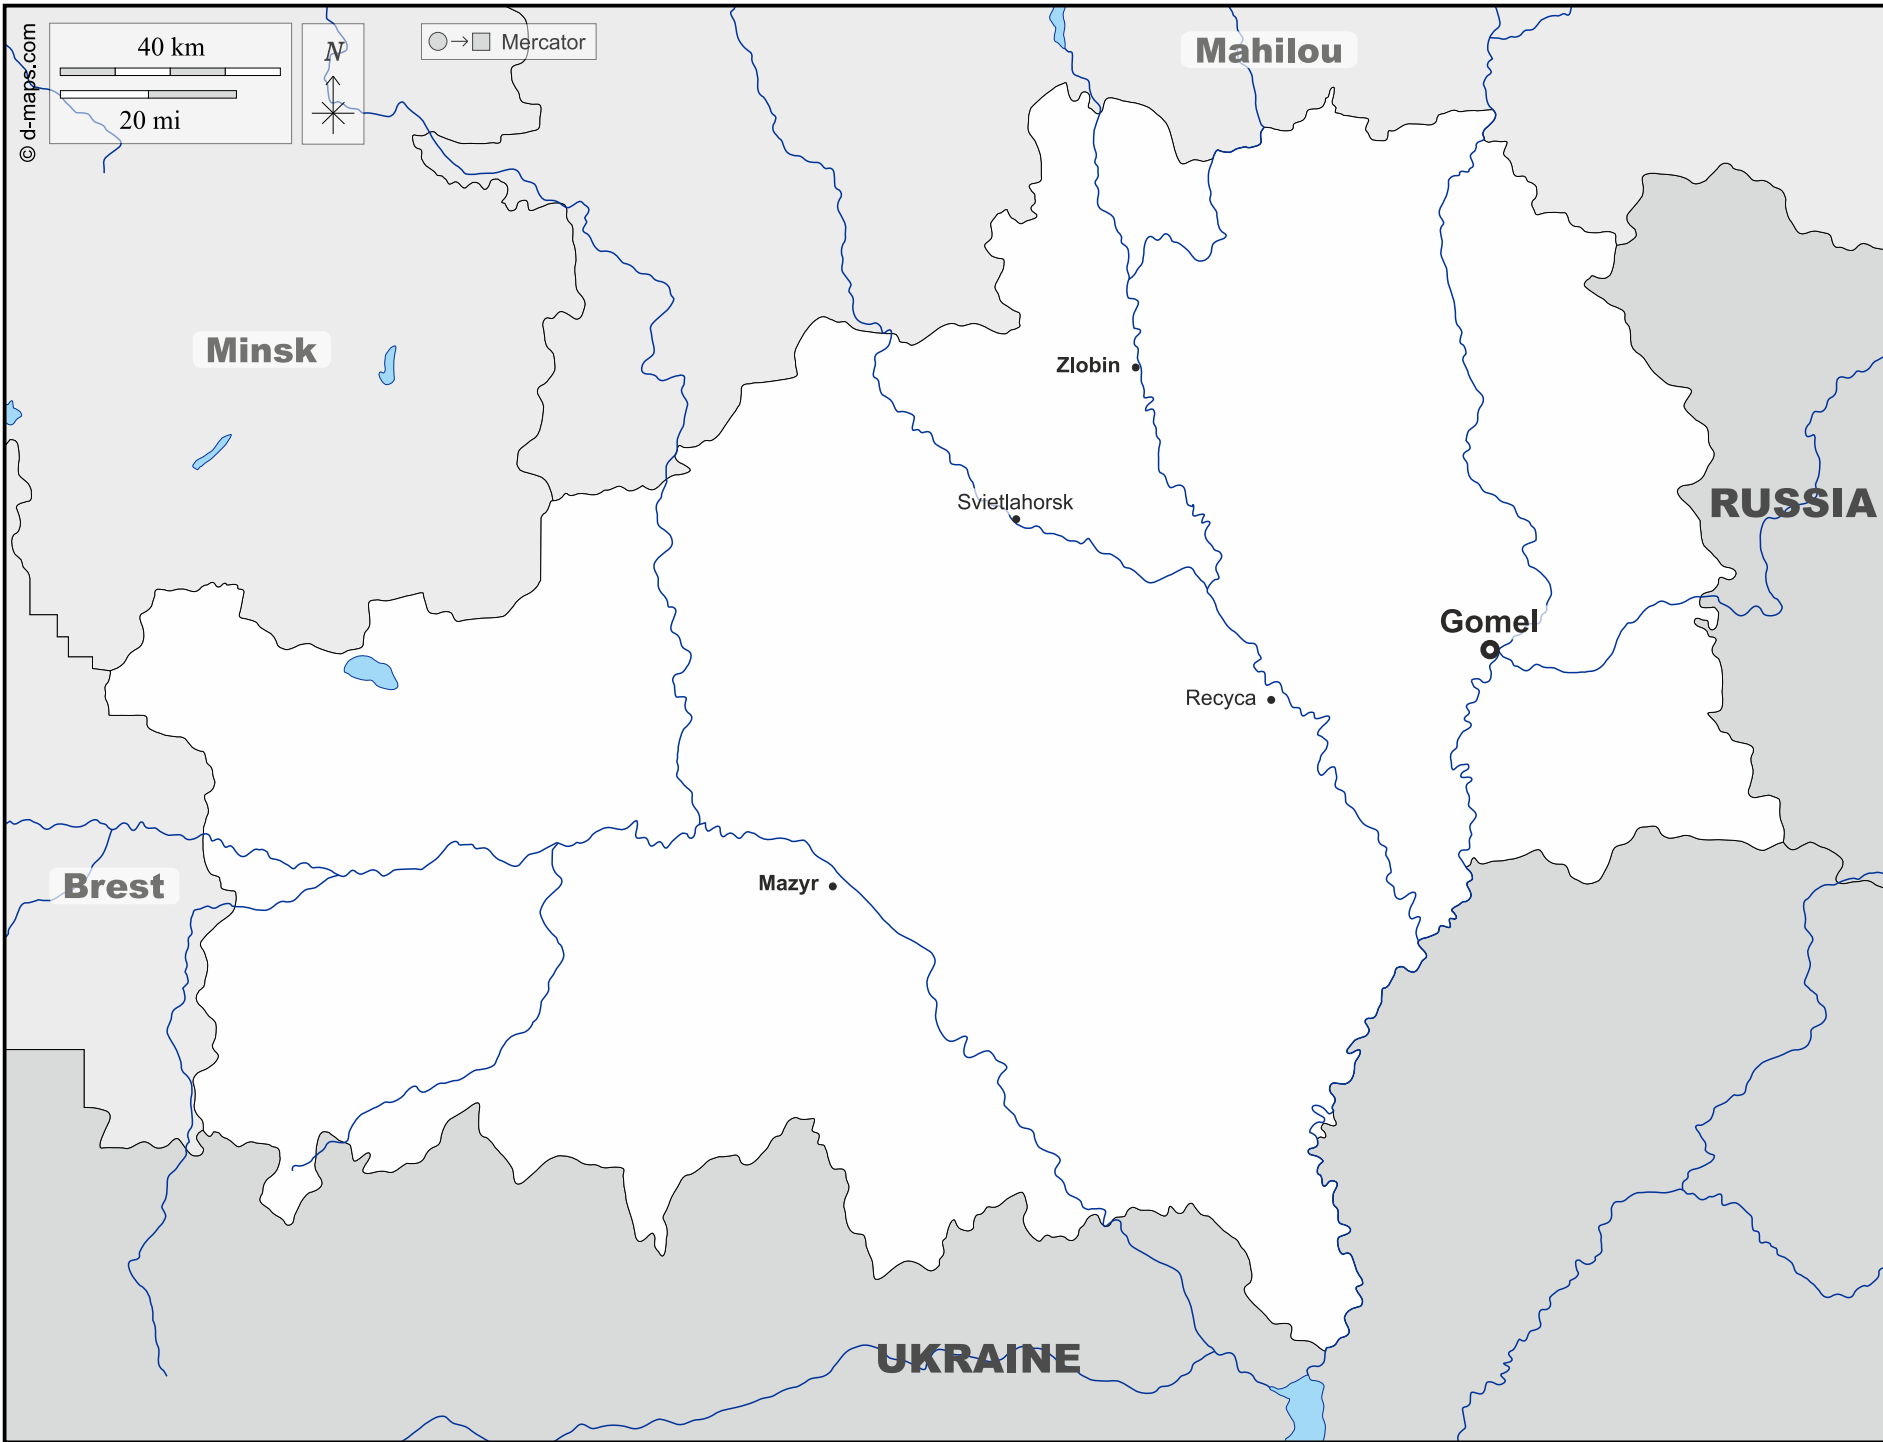 © d-maps.com
40 km
20 mi
N
Mercator
Mahilou
Minsk
Zlobin
Svietlahorsk
RUSSIA
Gomel
Recyca
Brest
Mazyr
UKRAINE